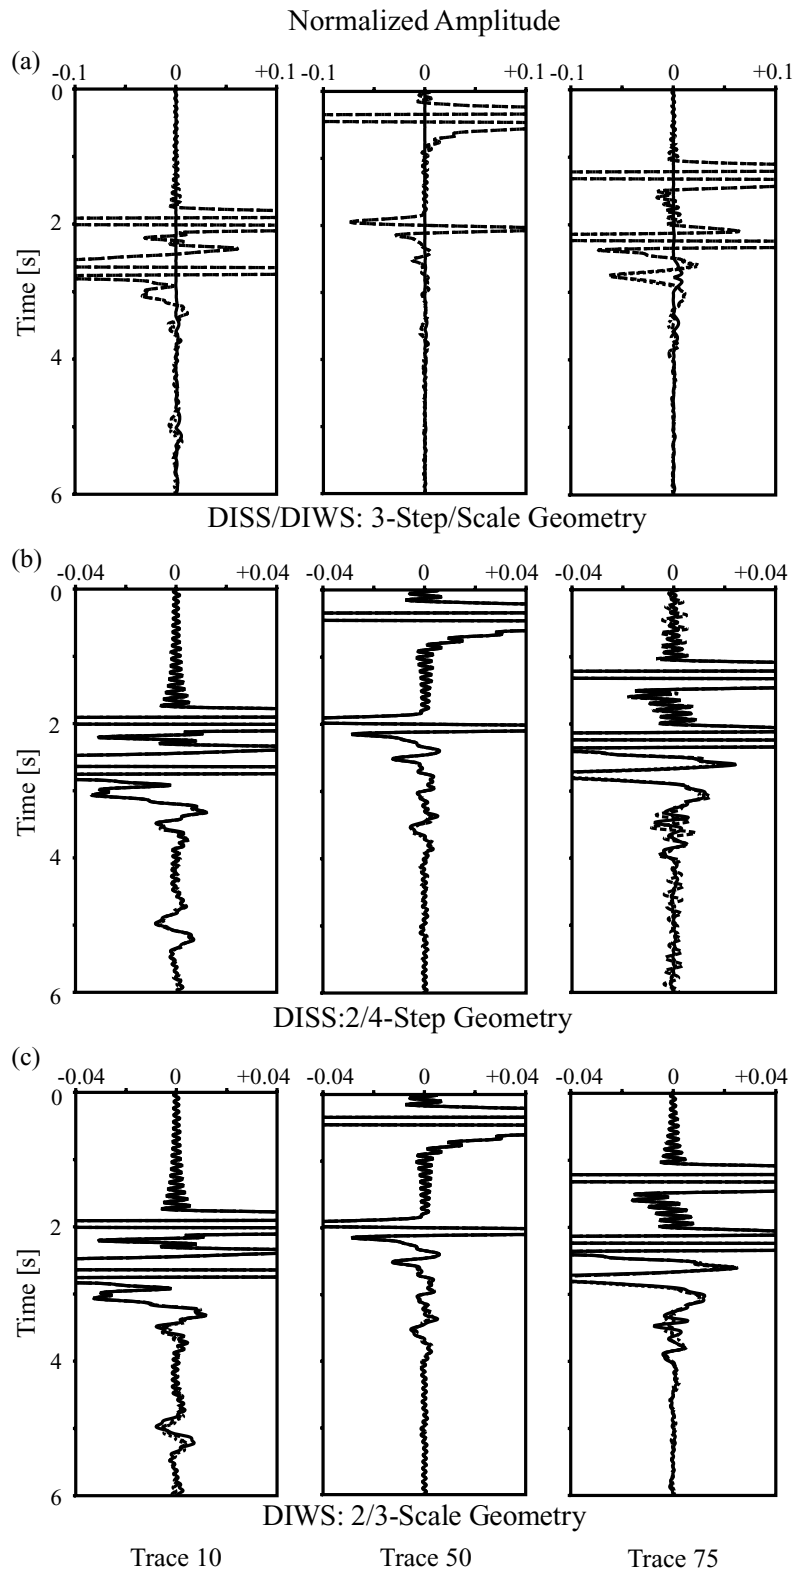 Normalized Amplitude
(a)
-0.1 0 +0.1 -0.1 0 +0.1 -0.1 0 +0.1
0
2
Time [s]
4
6
DISS/DIWS: 3-Step/Scale Geometry
(b)
-0.04 0 +0.04 -0.04 0 +0.04 -0.04 0 +0.04
0
2
Time [s]
4
6
DISS:2/4-Step Geometry
(c)
-0.04 0 +0.04 -0.04 0 +0.04 -0.04 0 +0.04
0
2
Time [s]
4
6
DIWS: 2/3-Scale Geometry
Trace 10 Trace 50 Trace 75